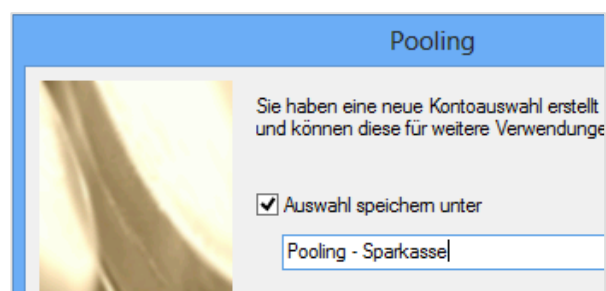 Pooling
Sie haben eine neue Kontoauswahl erstellt
und können diese für weitere Verwendunge
Auswahl speichern unter
Pooling - Sparkasse